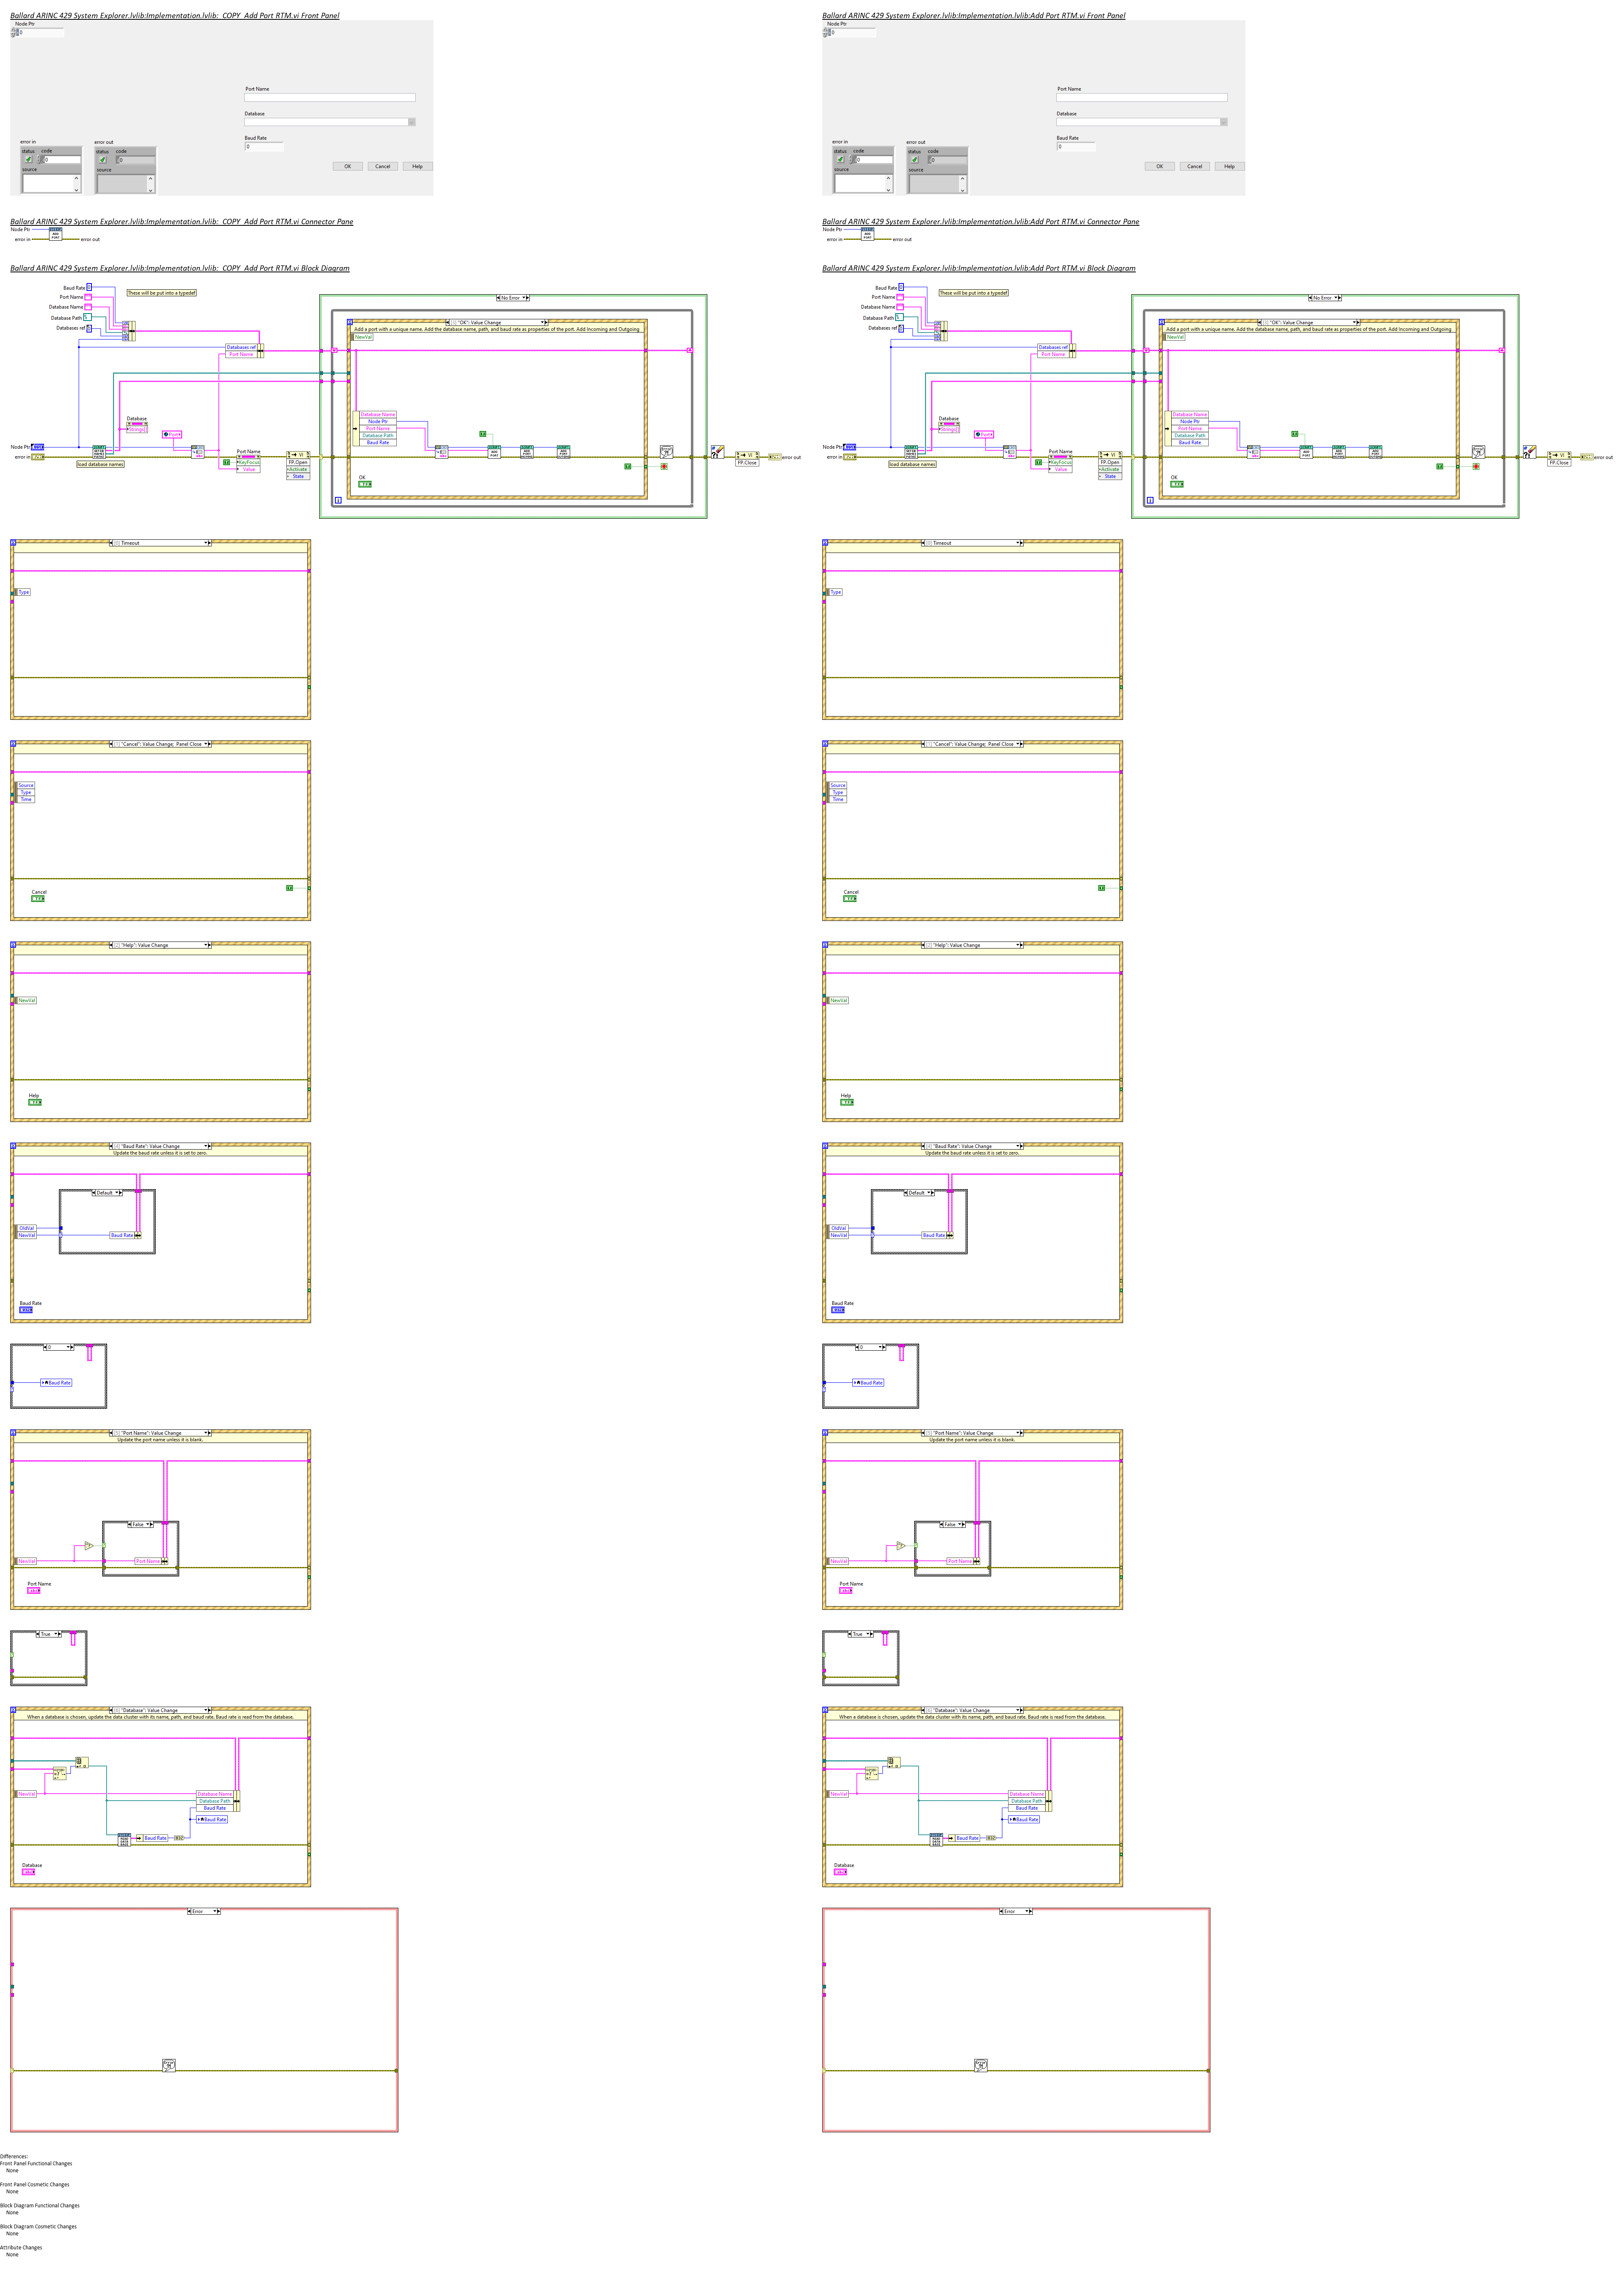 Ballard ARINC 429 System Explorer.lvlib:Implementation.lvlib:_COPY_Add Port RTM.vi Front Panel
Node Ptr
0
Port Name
Database
Baud Rate
0
error in
status code
0
source
error out
status code
0
source
OK Cancel Help
Ballard ARINC 429 System Explorer.lvlib:Implementation.lvlib:_COPY_Add Port RTM.vi Connector Pane
Node Ptr
error in
error out
Ballard ARINC 429 System Explorer.lvlib:Implementation.lvlib:_COPY_Add Port RTM.vi Block Diagram
Baud Rate
Port Name
Database Name
Database Path
Databases ref
These will be put into a typedef
Databases ref
Port Name
Database
Strings[]
Port
Node Ptr
error in
load database names
Port Name
KeyFocus
Value
VI
FP.Open
Activate
State
No Error
[3] "OK": Value Change
Add a port with a unique name. Add the database name, path, and baud rate as properties of the port. Add Incoming and Outgoing
NewVal
Database Name
Node Ptr
Port Name
Database Path
Baud Rate
OK
VI
FP.Close
error out
[0] Timeout
Type
[1] "Cancel": Value Change; Panel Close
Source
Type
Time
Cancel
[2] "Help": Value Change
NewVal
Help
[4] "Baud Rate": Value Change
Update the baud rate unless it is set to zero.
Default
OldVal
NewVal
Baud Rate
Baud Rate
0
Baud Rate
[5] "Port Name": Value Change
Update the port name unless it is blank.
False
NewVal
Port Name
Port Name
True
[6] "Database": Value Change
When a database is chosen, update the data cluster with its name, path, and baud rate. Baud rate is read from the database.
NewVal
Database Name
Database Path
Baud Rate
Baud Rate
Baud Rate
Database
Error
Differences:
Front Panel Functional Changes
None
Front Panel Cosmetic Changes
None
Block Diagram Functional Changes
None
Block Diagram Cosmetic Changes
None
Attribute Changes
None
Ballard ARINC 429 System Explorer.lvlib:Implementation.lvlib:Add Port RTM.vi Front Panel
Node Ptr
0
Port Name
Database
Baud Rate
0
error in
status code
0
source
error out
status code
0
source
OK Cancel Help
Ballard ARINC 429 System Explorer.lvlib:Implementation.lvlib:Add Port RTM.vi Connector Pane
Node Ptr
error in
error out
Ballard ARINC 429 System Explorer.lvlib:Implementation.lvlib:Add Port RTM.vi Block Diagram
Baud Rate
Port Name
Database Name
Database Path
Databases ref
These will be put into a typedef
Databases ref
Port Name
Database
Strings[]
Port
Node Ptr
error in
load database names
Port Name
KeyFocus
Value
VI
FP.Open
Activate
State
No Error
[3] "OK": Value Change
Add a port with a unique name. Add the database name, path, and baud rate as properties of the port. Add Incoming and Outgoing
NewVal
Database Name
Node Ptr
Port Name
Database Path
Baud Rate
OK
VI
FP.Close
error out
[0] Timeout
Type
[1] "Cancel": Value Change; Panel Close
Source
Type
Time
Cancel
[2] "Help": Value Change
NewVal
Help
[4] "Baud Rate": Value Change
Update the baud rate unless it is set to zero.
Default
OldVal
NewVal
Baud Rate
Baud Rate
0
Baud Rate
[5] "Port Name": Value Change
Update the port name unless it is blank.
False
NewVal
Port Name
Port Name
True
[6] "Database": Value Change
When a database is chosen, update the data cluster with its name, path, and baud rate. Baud rate is read from the database.
NewVal
Database Name
Database Path
Baud Rate
Baud Rate
Baud Rate
Database
Error